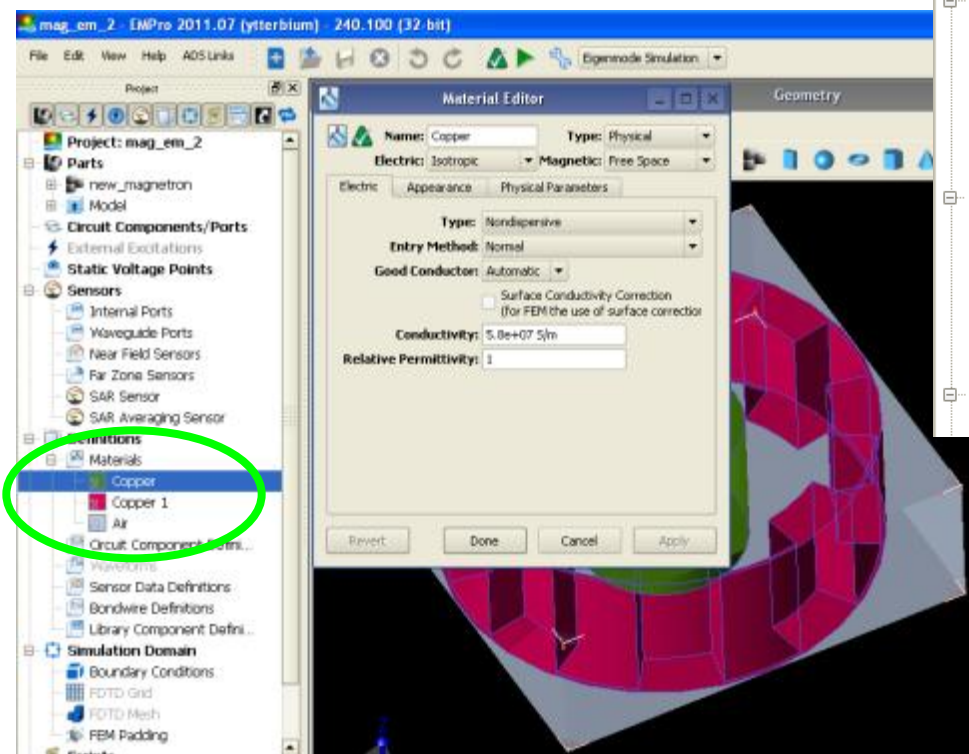 mag_em_2 - EMPro 2011.07 (ytterbium) - 240.100 (32-bit)
File Edit View Help ADS Links Eigenmode Simulation
Project
Material Editor
Geometry
Project: mag_em_2
Parts
new_magnetron
Model
Circuit Components/Ports
External Excitations
Static Voltage Points
Sensors
Internal Ports
Waveguide Ports
Near Field Sensors
Far Zone Sensors
SAR Sensor
SAR Averaging Sensor
Definitions
Materials
Copper
Copper 1
Air
Circuit Component Defini...
Waveforms
Sensor Data Definitions
Bondwire Definitions
Library Component Defini...
Simulation Domain
Boundary Conditions
FDTD Grid
FDTD Mesh
FEM Padding
Name: Copper Type: Physical
Electric: Isotropic Magnetic: Free Space
Electric Appearance Physical Parameters
Type: Nondispersive
Entry Method: Normal
Good Conductor: Automatic
Surface Conductivity Correction
(for FEM the use of surface correction
Conductivity: 5.8e+07 S/m
Relative Permittivity: 1
Revert Done Cancel Apply